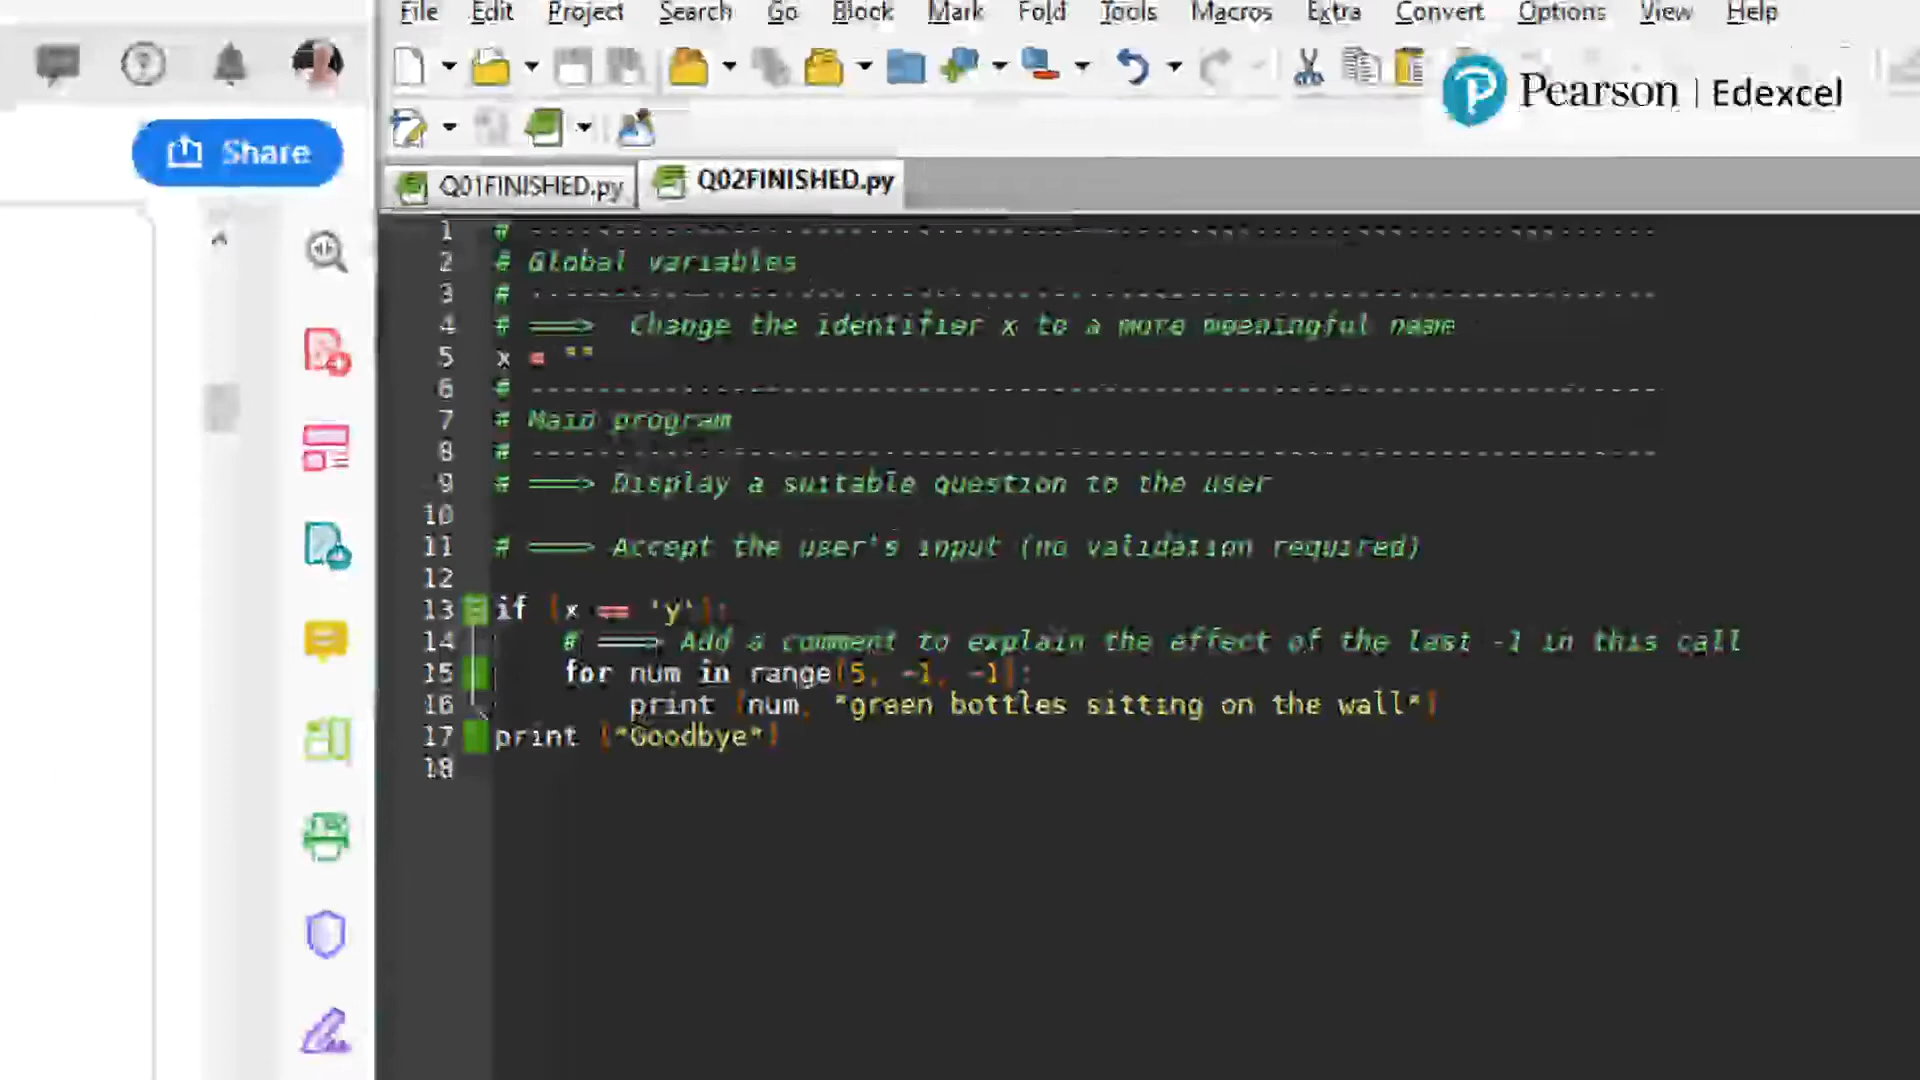 File Edit Project Search Go Block Mark Fold Tools Macros Extra Convert Options View Help
Pearson | Edexcel
Share
Q01FINISHED.py Q02FINISHED.py
1 # --------------------------------------------------------------------
2 # Global variables
3 # --------------------------------------------------------------------
4 # ===> Change the identifier x to a more meaningful name
5 x = ""
6 # --------------------------------------------------------------------
7 # Main program
8 # --------------------------------------------------------------------
9 # ===> Display a suitable question to the user
10
11 # ===> Accept the user's input (no validation required)
12
13 if (x == 'y'):
14 # ===> Add a comment to explain the effect of the last -1 in this call
15 for num in range(5, -1, -1):
16 print (num, "green bottles sitting on the wall")
17 print ("Goodbye")
18